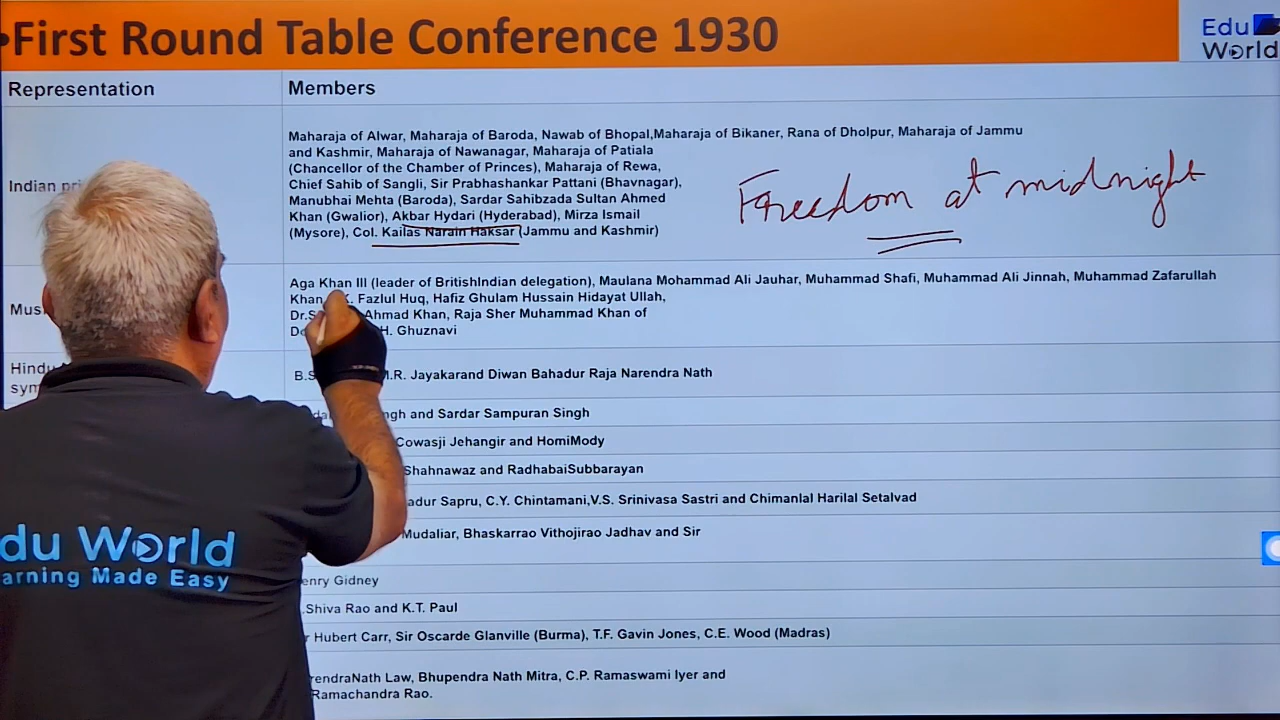 •First Round Table Conference 1930
Edu
World
Representation
Members
Maharaja of Alwar, Maharaja of Baroda, Nawab of Bhopal,Maharaja of Bikaner, Rana of Dholpur, Maharaja of Jammu
and Kashmir, Maharaja of Nawanagar, Maharaja of Patiala
(Chancellor of the Chamber of Princes), Maharaja of Rewa,
Indian
Chief Sahib of Sangli, Sir Prabhashankar Pattani (Bhavnagar),
Manubhai Mehta (Baroda), Sardar Sahibzada Sultan Ahmed
Khan (Gwalior), Akbar Hydari (Hyderabad), Mirza Ismail
(Mysore), Col. Kailas Narain Haksar (Jammu and Kashmir)
Freedom at midnight
Aga Khan III (leader of BritishIndian delegation), Maulana Mohammad Ali Jauhar, Muhammad Shafi, Muhammad Ali Jinnah, Muhammad Zafarullah
Khan, Fazlul Huq, Hafiz Ghulam Hussain Hidayat Ullah,
Ahmad Khan, Raja Sher Muhammad Khan of
Ghuznavi
M.R. Jayakarand Diwan Bahadur Raja Narendra Nath
and Sardar Sampuran Singh
Cowasji Jehangir and HomiMody
Shahnawaz and RadhabaiSubbarayan
Sapru, C.Y. Chintamani,V.S. Srinivasa Sastri and Chimanlal Harilal Setalvad
Mudaliar, Bhaskarrao Vithojirao Jadhav and Sir
Gidney
Shiva Rao and K.T. Paul
Hubert Carr, Sir Oscarde Glanville (Burma), T.F. Gavin Jones, C.E. Wood (Madras)
Law, Bhupendra Nath Mitra, C.P. Ramaswami Iyer and
Ramachandra Rao.
du World
arning Made Easy